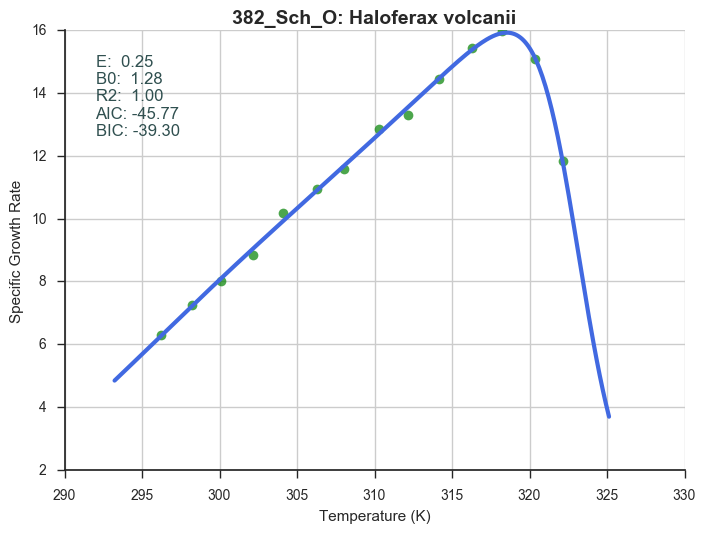 382_Sch_O: Haloferax volcanii
E:  0.25
B0:  1.28
R2:  1.00
AIC: -45.77
BIC: -39.30
Specific Growth Rate
16
14
12
10
8
6
4
2
290 295 300 305 310 315 320 325 330
Temperature (K)